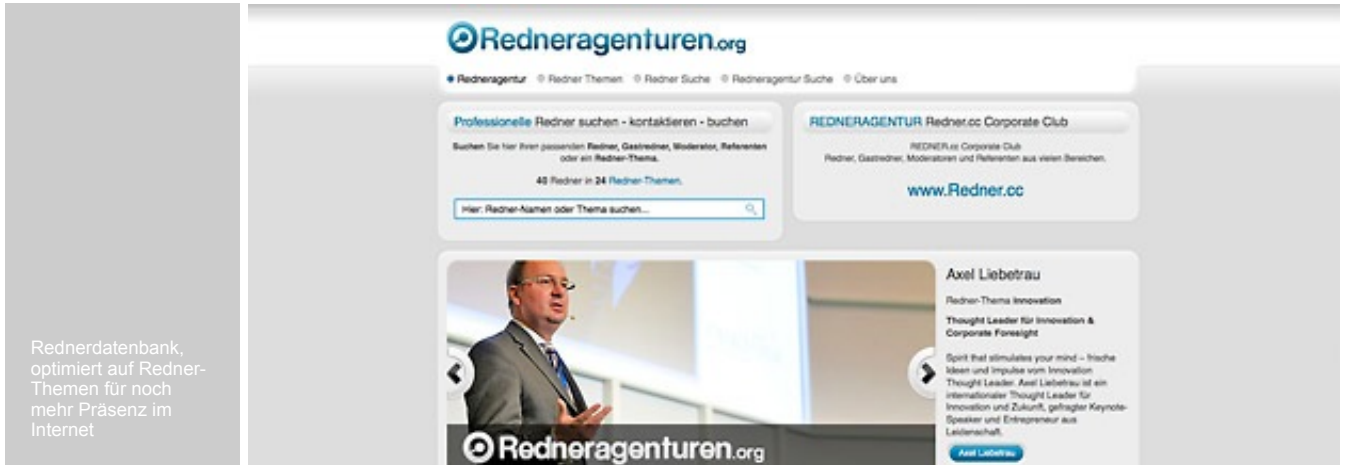 Redneragenturen.org
Redneragentur Redner Themen Redner Suche Redneragentur Suche Über uns
Professionelle Redner suchen - kontaktieren - buchen
Suchen Sie hier Ihren passenden Redner, Gastredner, Moderator, Referenten
oder ein Redner-Thema.
40 Redner in 24 Redner-Themen.
Hier: Redner-Namen oder Thema suchen...
REDNERAGENTUR Redner.cc Corporate Club
REDNER.cc Corporate Club
Redner, Gastredner, Moderatoren und Referenten aus vielen Bereichen.
www.Redner.cc
Redneragenturen.org
Axel Liebetrau
Redner-Thema Innovation
Thought Leader für Innovation &
Corporate Foresight
Spirit that stimulates your mind – frische
Ideen und Impulse vom Innovation
Thought Leader. Axel Liebetrau ist ein
internationaler Thought Leader für
Innovation und Zukunft, gefragter Keynote-
Speaker und Entrepreneur aus
Leidenschaft.
Axel Liebetrau
Rednerdatenbank,
optimiert auf Redner-
Themen für noch
mehr Präsenz im
Internet